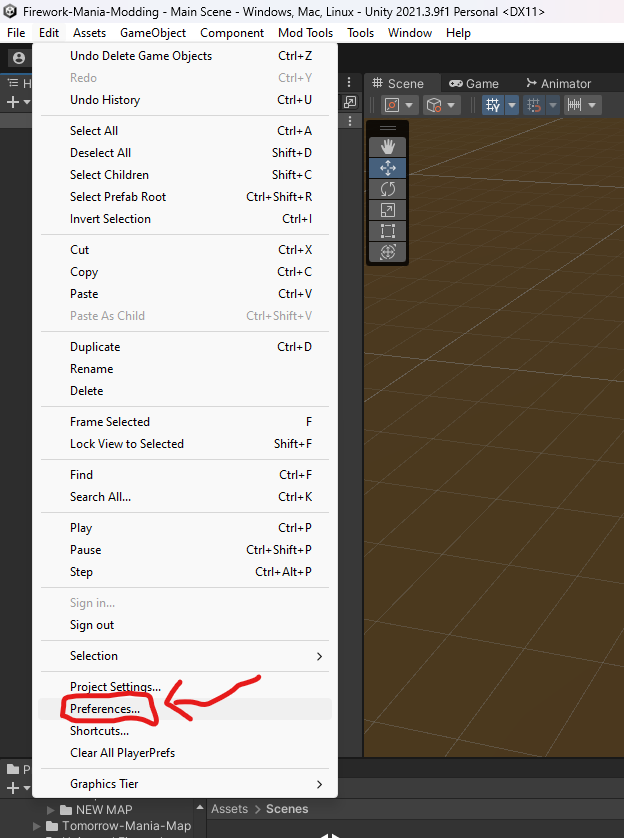 Firework-Mania-Modding - Main Scene - Windows, Mac, Linux - Unity 2021.3.9f1 Personal <DX11>
File Edit Assets GameObject Component Mod Tools Tools Window Help
Undo Delete Game Objects Ctrl+Z
Redo Ctrl+Y
Undo History Ctrl+U
Select All Ctrl+A
Deselect All Shift+D
Select Children Shift+C
Select Prefab Root Ctrl+Shift+R
Invert Selection Ctrl+I
Cut Ctrl+X
Copy Ctrl+C
Paste Ctrl+V
Paste As Child Ctrl+Shift+V
Duplicate Ctrl+D
Rename
Delete
Frame Selected F
Lock View to Selected Shift+F
Find Ctrl+F
Search All... Ctrl+K
Play Ctrl+P
Pause Ctrl+Shift+P
Step Ctrl+Alt+P
Sign in...
Sign out
Selection
Project Settings...
Preferences...
Shortcuts...
Clear All PlayerPrefs
Graphics Tier
H
Scene Game Animator
Y
P
NEW MAP
Tomorrow-Mania-Map
Assets > Scenes